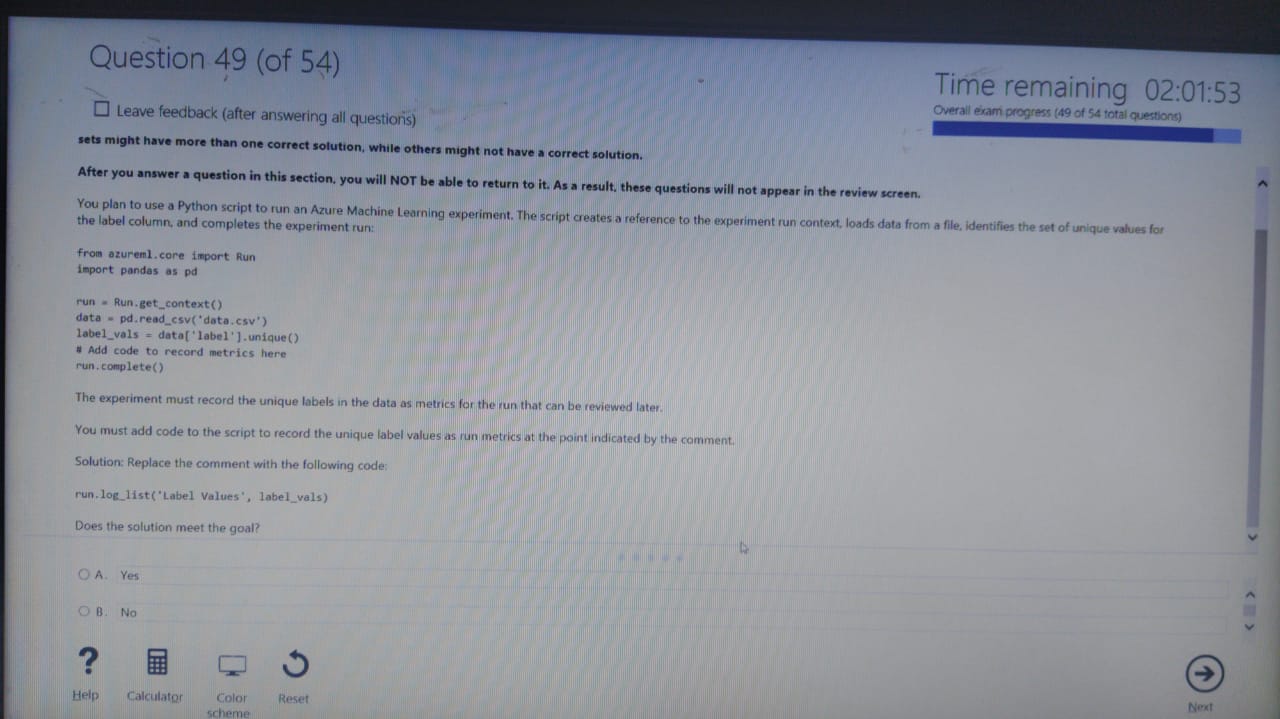 Question 49 (of 54)
Time remaining 02:01:53
Leave feedback (after answering all questions)
Overall exam progress (49 of 54 total questions)
sets might have more than one correct solution, while others might not have a correct solution.
After you answer a question in this section, you will NOT be able to return to it. As a result, these questions will not appear in the review screen.
You plan to use a Python script to run an Azure Machine Learning experiment. The script creates a reference to the experiment run context, loads data from a file, identifies the set of unique values for
the label column, and completes the experiment run:
from azureml.core import Run
import pandas as pd
run = Run.get_context()
data = pd.read_csv('data.csv')
label_vals = data['label'].unique()
# Add code to record metrics here
run.complete()
The experiment must record the unique labels in the data as metrics for the run that can be reviewed later.
You must add code to the script to record the unique label values as run metrics at the point indicated by the comment.
Solution: Replace the comment with the following code:
run.log_list('Label Values', label_vals)
Does the solution meet the goal?
A. Yes
B. No
? 
Help
Calculator
Color
scheme
Reset
Next